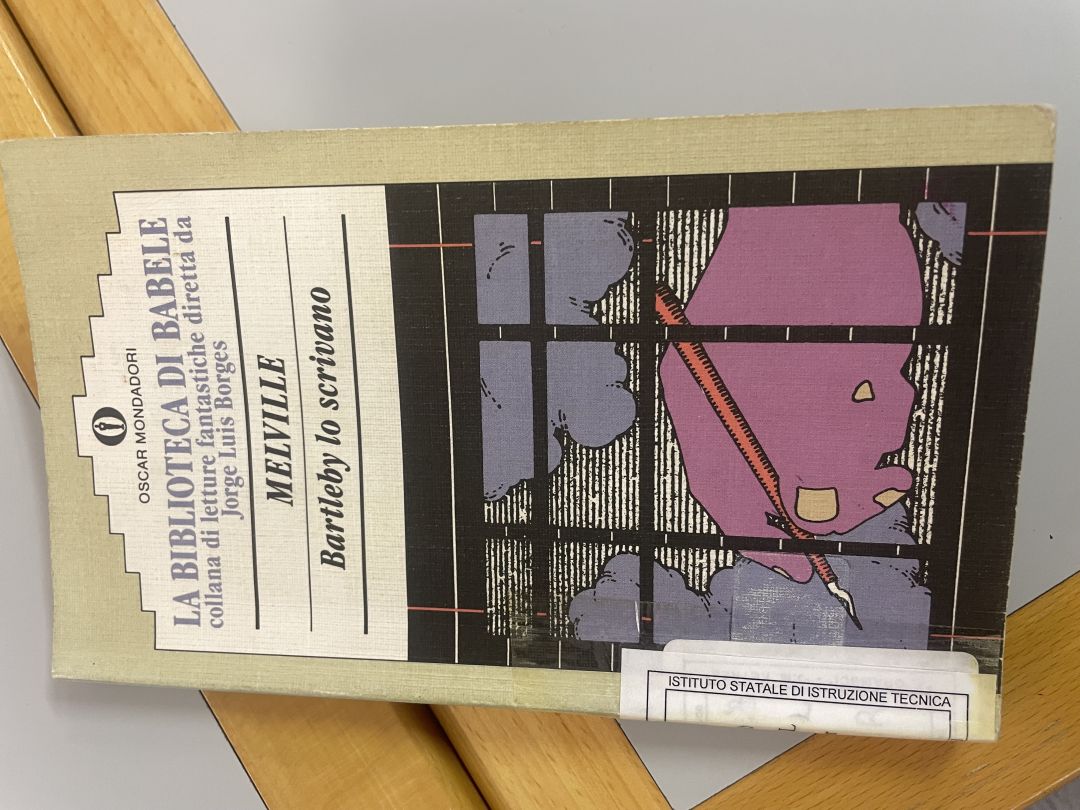 OSCAR MONDADORI
LA BIBLIOTECA DI BABELE
collana di letture fantastiche diretta da
Jorge Luis Borges
MELVILLE
Bartleby lo scrivano
ISTITUTO STATALE DI ISTRUZIONE TECNICA